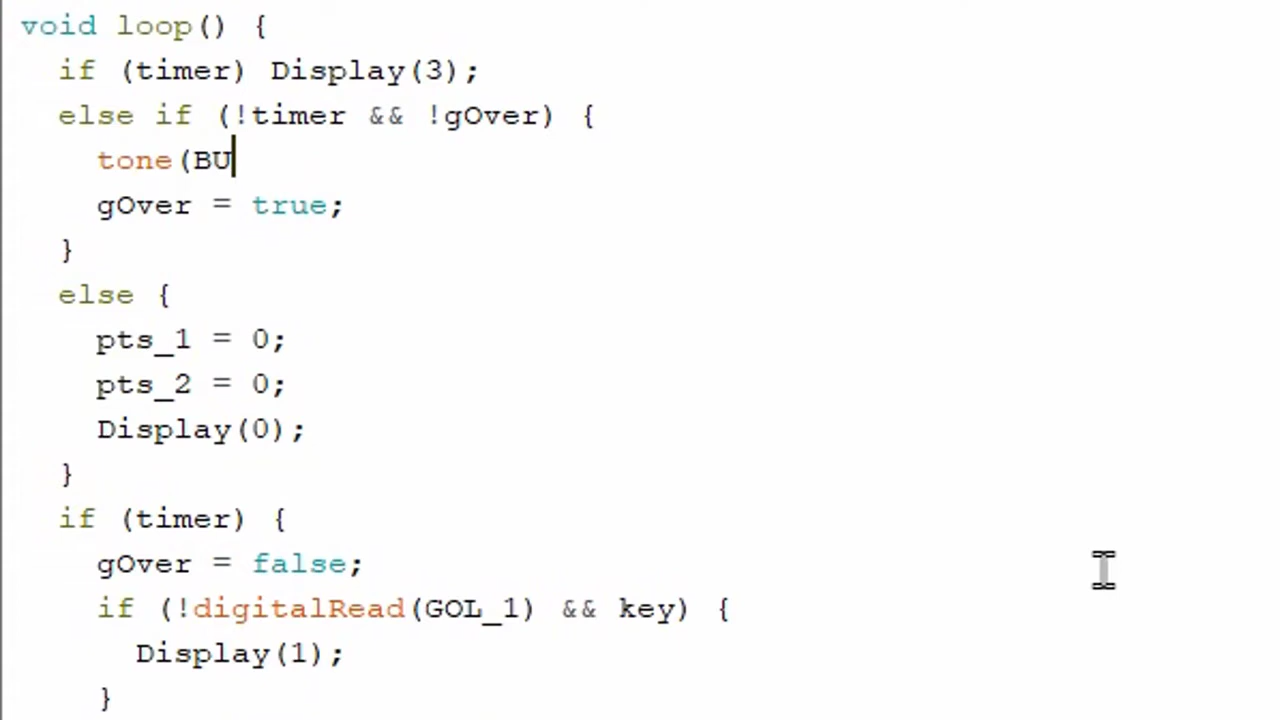 void loop() {
  if (timer) Display(3);
  else if (!timer && !gOver) {
    tone(BU
    gOver = true;
  }
  else {
    pts_1 = 0;
    pts_2 = 0;
    Display(0);
  }
  if (timer) {
    gOver = false;
    if (!digitalRead(GOL_1) && key) {
      Display(1);
    }